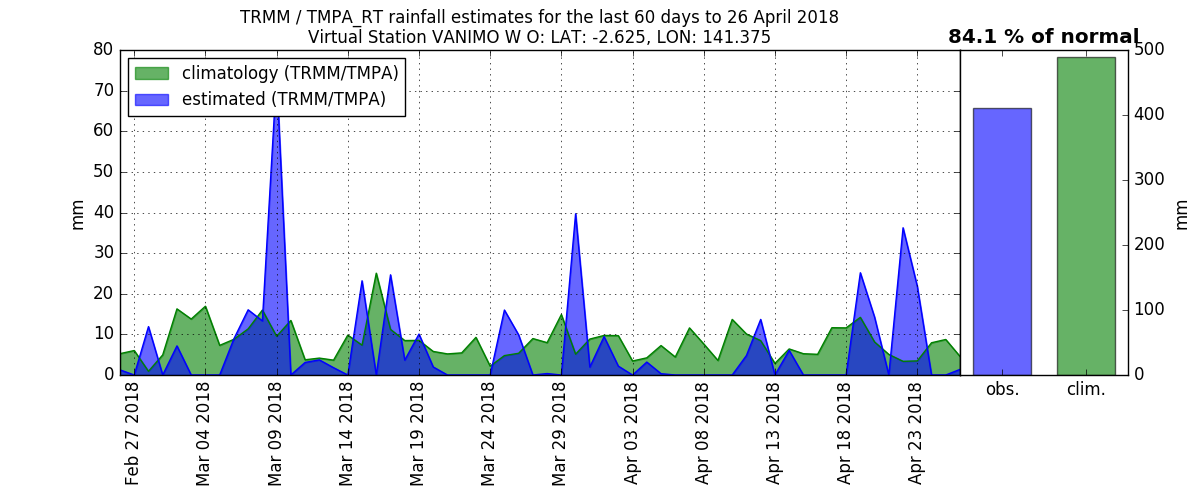 TRMM / TMPA_RT rainfall estimates for the last 60 days to 26 April 2018
Virtual Station VANIMO W O: LAT: -2.625, LON: 141.375
84.1 % of normal
climatology (TRMM/TMPA)
estimated (TRMM/TMPA)
80
70
60
50
40
30
20
10
0
mm
Feb 27 2018
Mar 04 2018
Mar 09 2018
Mar 14 2018
Mar 19 2018
Mar 24 2018
Mar 29 2018
Apr 03 2018
Apr 08 2018
Apr 13 2018
Apr 18 2018
Apr 23 2018
obs.
clim.
500
400
300
200
100
0
mm